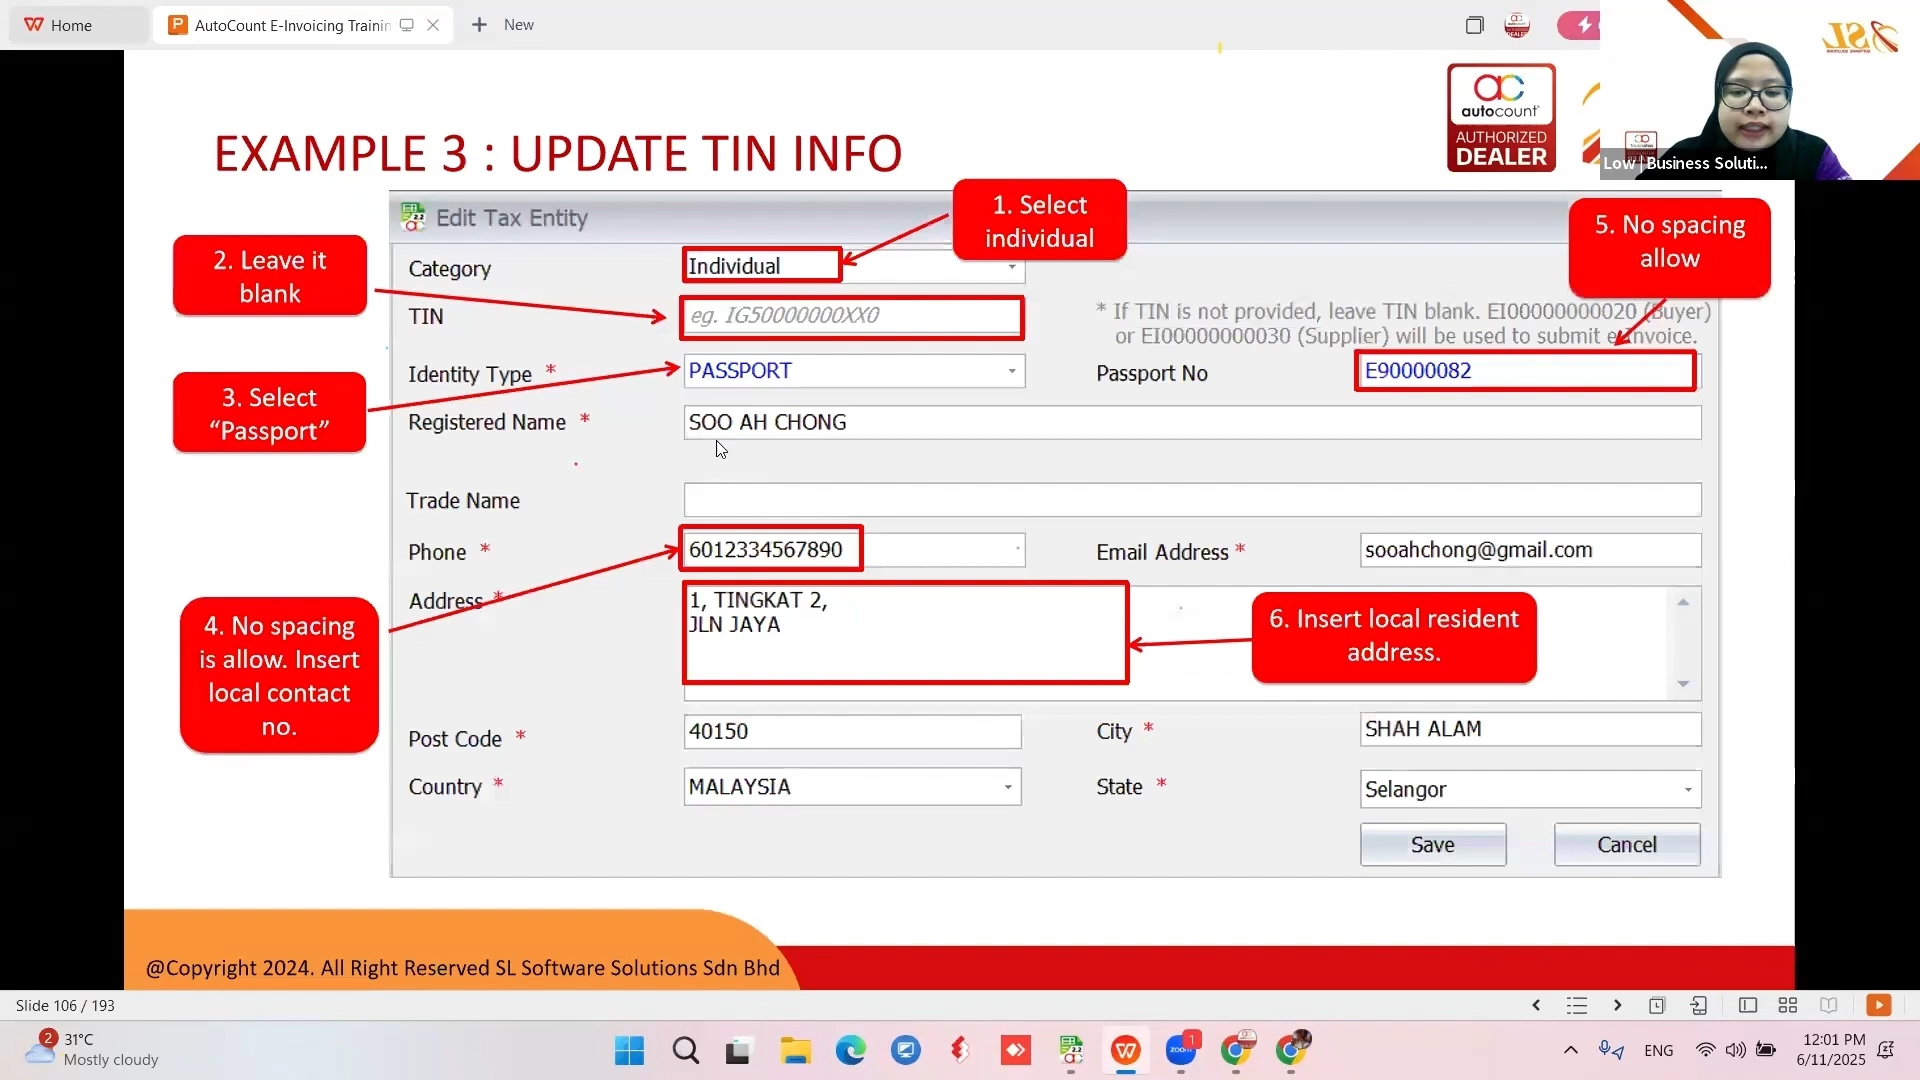 Home
AutoCount E-Invoicing Trainin
New
autocount
AUTHORIZED
DEALER
Low | Business Soluti...
EXAMPLE 3 : UPDATE TIN INFO
Edit Tax Entity
1. Select
individual
5. No spacing
allow
2. Leave it
blank
Category
Individual
TIN
eg. IG50000000XX0
* If TIN is not provided, leave TIN blank. EI00000000020 (Buyer)
or EI00000000030 (Supplier) will be used to submit e-Invoice.
Identity Type *
PASSPORT
Passport No
E90000082
3. Select
“Passport”
Registered Name *
SOO AH CHONG
Trade Name
Phone *
6012334567890
Email Address *
sooahchong@gmail.com
Address *
1, TINGKAT 2,
JLN JAYA
4. No spacing
is allow. Insert
local contact
no.
6. Insert local resident
address.
Post Code *
40150
City *
SHAH ALAM
Country *
MALAYSIA
State *
Selangor
Save
Cancel
@Copyright 2024. All Right Reserved SL Software Solutions Sdn Bhd
Slide 106 / 193
2
31°C
Mostly cloudy
2.2
zoom
1
ENG
12:01 PM
6/11/2025